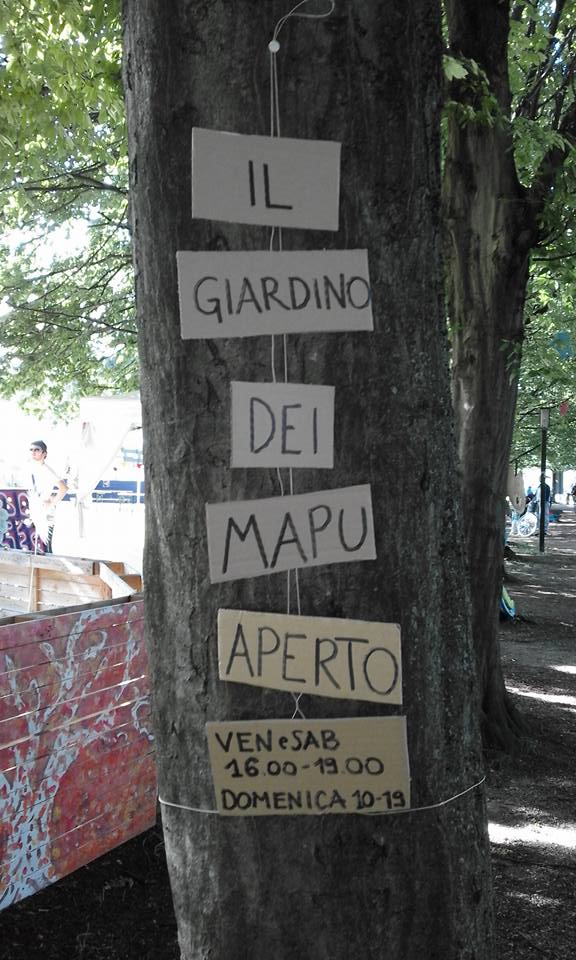 IL
GIARDINO
DEI
MAPU
APERTO
VEN e SAB
16.00-19.00
DOMENICA 10-19